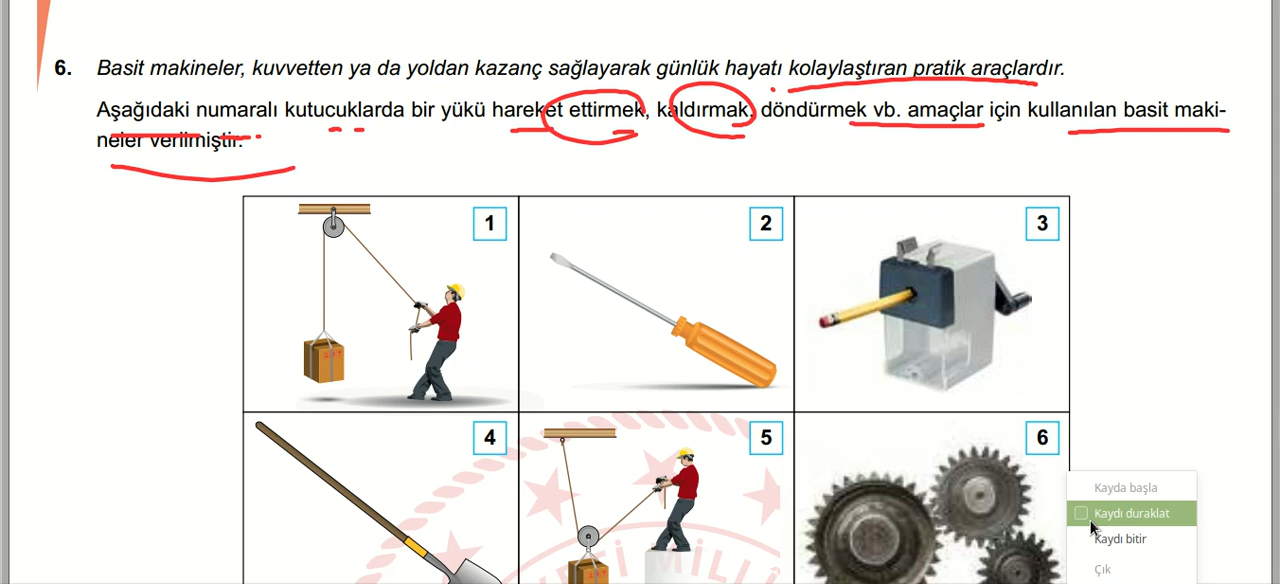 6. Basit makineler, kuvvetten ya da yoldan kazanç sağlayarak günlük hayatı kolaylaştıran pratik araçlardır.
Aşağıdaki numaralı kutucuklarda bir yükü hareket ettirmek, kaldırmak, döndürmek vb. amaçlar için kullanılan basit maki-
neler verilmiştir.
1
2
3
4
5
6
Kayda başla
Kaydı duraklat
Kaydı bitir
Çık
MİLLÎ